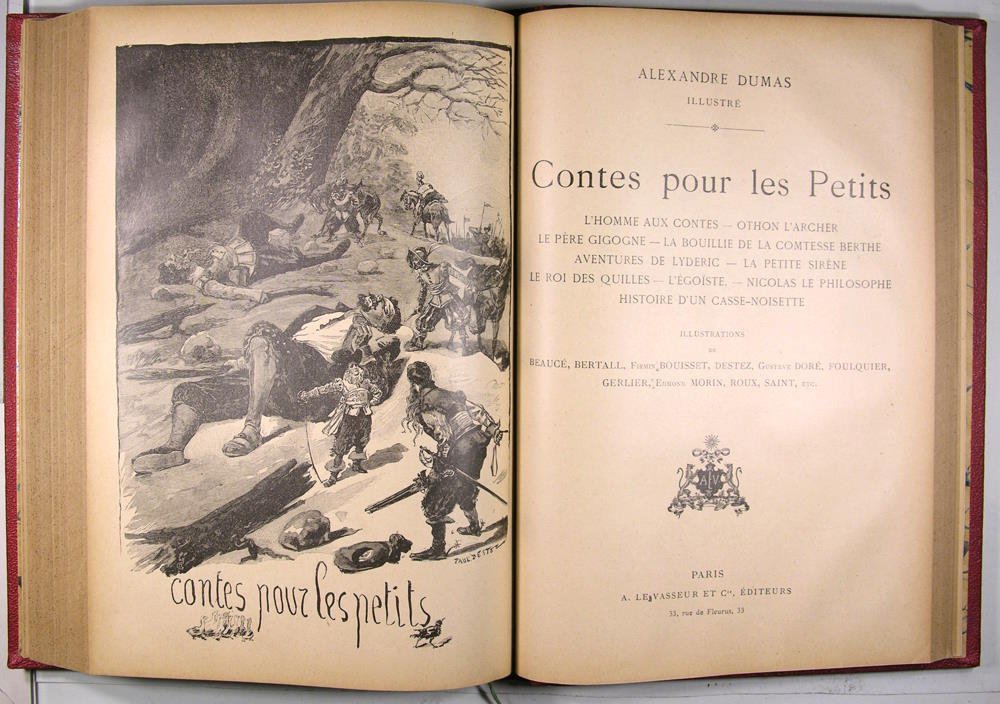 PAUL DESTEZ
contes pour les petits
ALEXANDRE DUMAS
ILLUSTRÉ
Contes pour les Petits
L'HOMME AUX CONTES — OTHON L'ARCHER
LE PÈRE GIGOGNE — LA BOUILLIE DE LA COMTESSE BERTHE
AVENTURES DE LYDERIC — LA PETITE SIRÈNE
LE ROI DES QUILLES — L'ÉGOÏSTE. — NICOLAS LE PHILOSOPHE
HISTOIRE D'UN CASSE-NOISETTE
ILLUSTRATIONS
DE
BEAUCÉ, BERTALL, FIRMIN BOUISSET, DESTEZ, GUSTAVE DORÉ, FOULQUIER,
GERLIER, EDMOND MORIN, ROUX, SAINT, ETC.
ALV
PARIS
A. LE VASSEUR ET Cie, ÉDITEURS
33, rue de Fleurus, 33